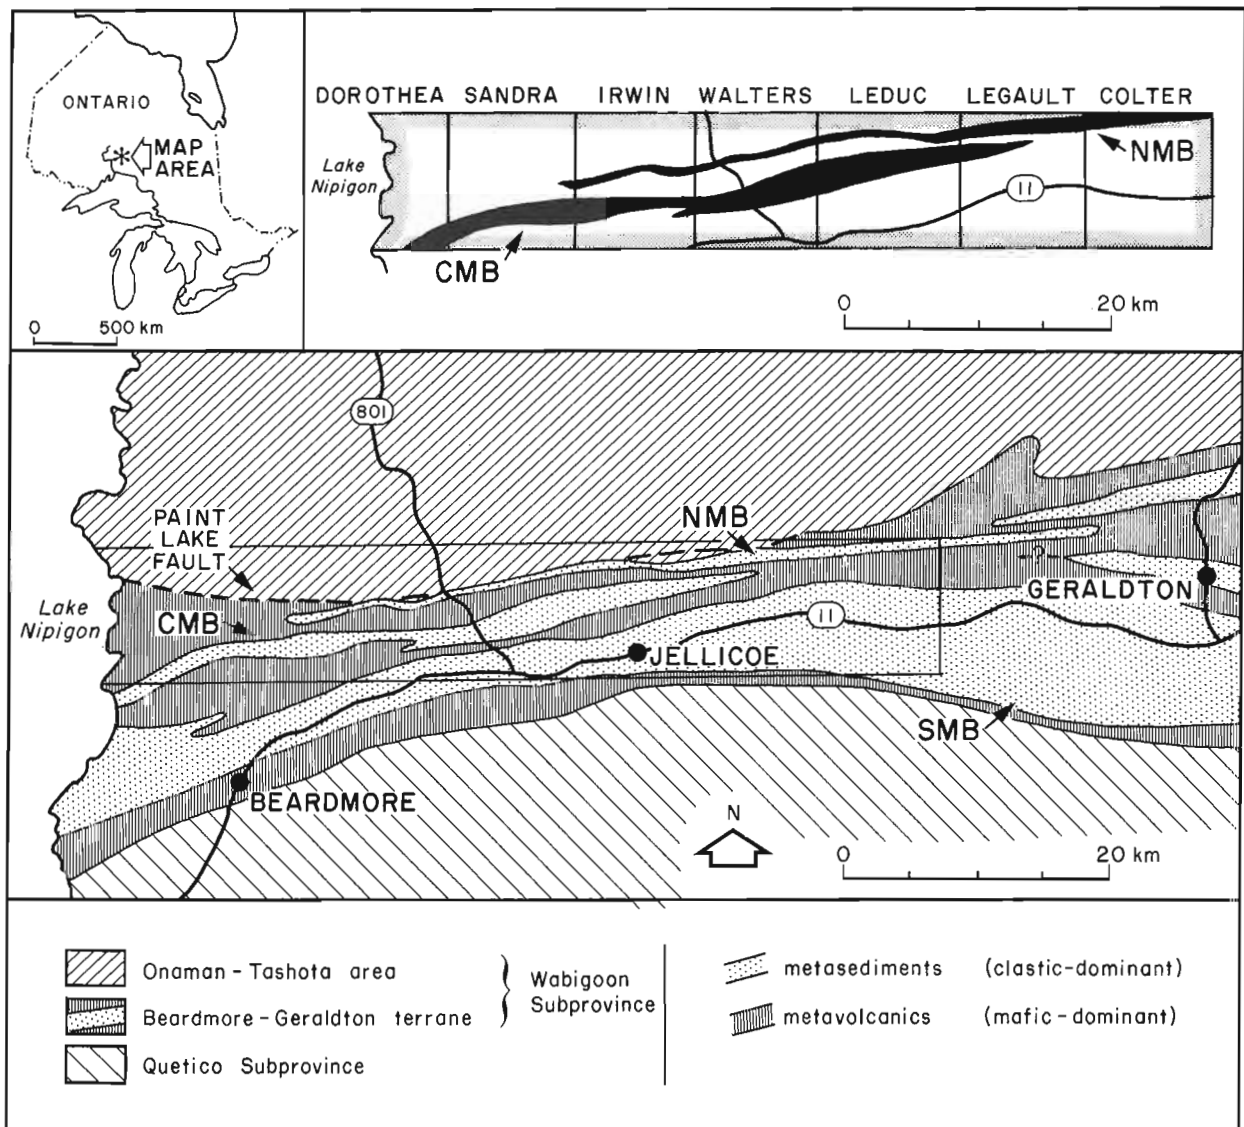 ONTARIO
MAP
AREA
0 500 km
DOROTHEA SANDRA IRWIN WALTERS LEDUC LEGAULT COLTER
Lake
Nipigon
NMB
11
CMB
0 20 km
801
PAINT
LAKE
FAULT
NMB
?
GERALDTON
Lake
Nipigon
CMB
11
JELLICOE
SMB
BEARDMORE
N
0 20 km
Onaman-Tashota area
Beardmore-Geraldton terrane
Wabigoon
Subprovince
Quetico Subprovince
metasediments (clastic-dominant)
metavolcanics (mafic-dominant)